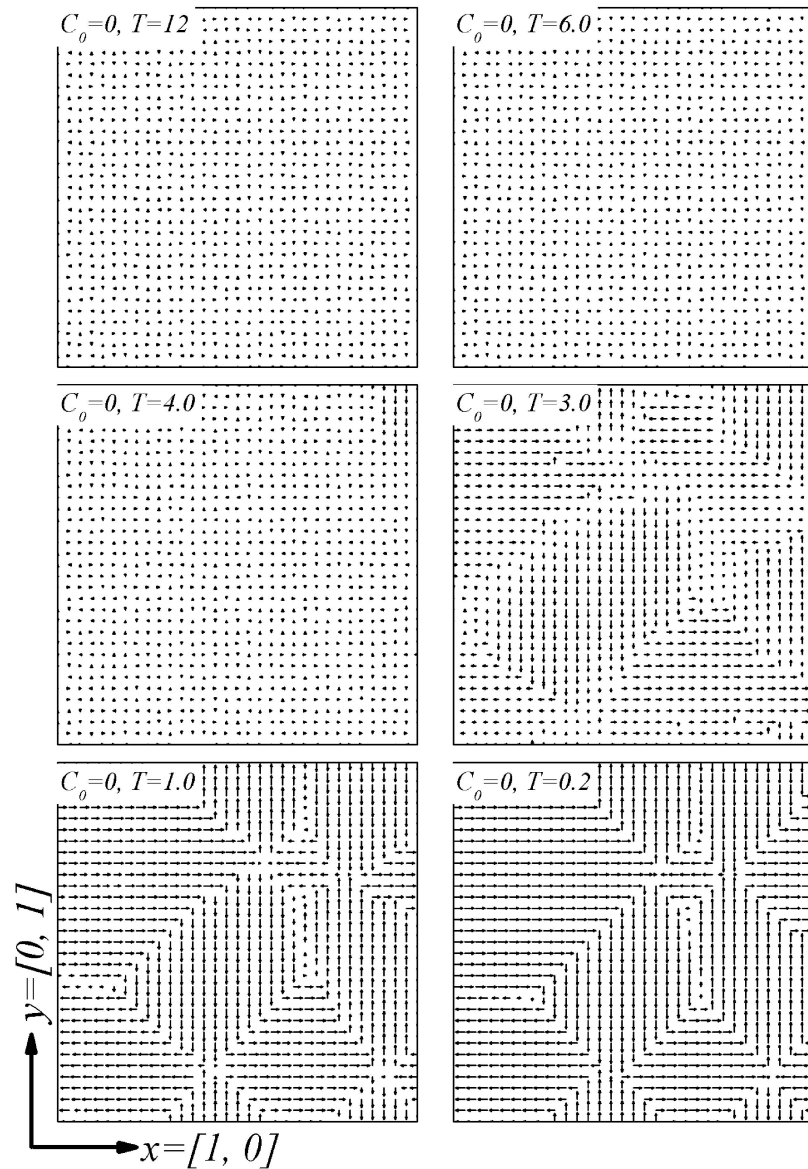 C₀=0, T=12
C₀=0, T=6.0
C₀=0, T=4.0
C₀=0, T=3.0
C₀=0, T=1.0
C₀=0, T=0.2
y=[0, 1]
x=[1, 0]